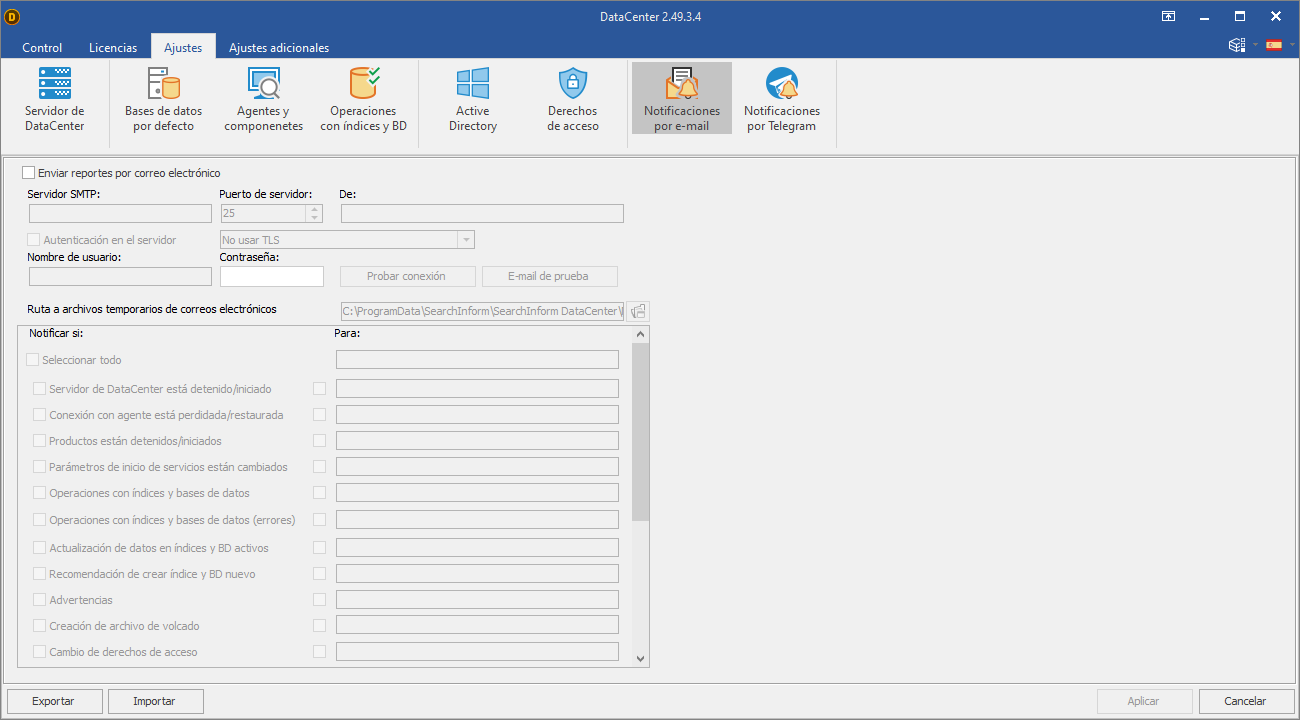 DataCenter 2.49.3.4
Control Licencias Ajustes Ajustes adicionales
Servidor de
DataCenter
Bases de datos
por defecto
Agentes y
componenetes
Operaciones
con índices y BD
Active
Directory
Derechos
de acceso
Notificaciones
por e-mail
Notificaciones
por Telegram
Enviar reportes por correo electrónico
Servidor SMTP: Puerto de servidor: De:
25
Autenticación en el servidor No usar TLS
Nombre de usuario: Contraseña:
Probar conexión E-mail de prueba
Ruta a archivos temporarios de correos electrónicos C:\ProgramData\SearchInform\SearchInform DataCenter\
Notificar si: Para:
Seleccionar todo
Servidor de DataCenter está detenido/iniciado
Conexión con agente está perdidada/restaurada
Productos están detenidos/iniciados
Parámetros de inicio de servicios están cambiados
Operaciones con índices y bases de datos
Operaciones con índices y bases de datos (errores)
Actualización de datos en índices y BD activos
Recomendación de crear índice y BD nuevo
Advertencias
Creación de archivo de volcado
Cambio de derechos de acceso
Exportar Importar Aplicar Cancelar